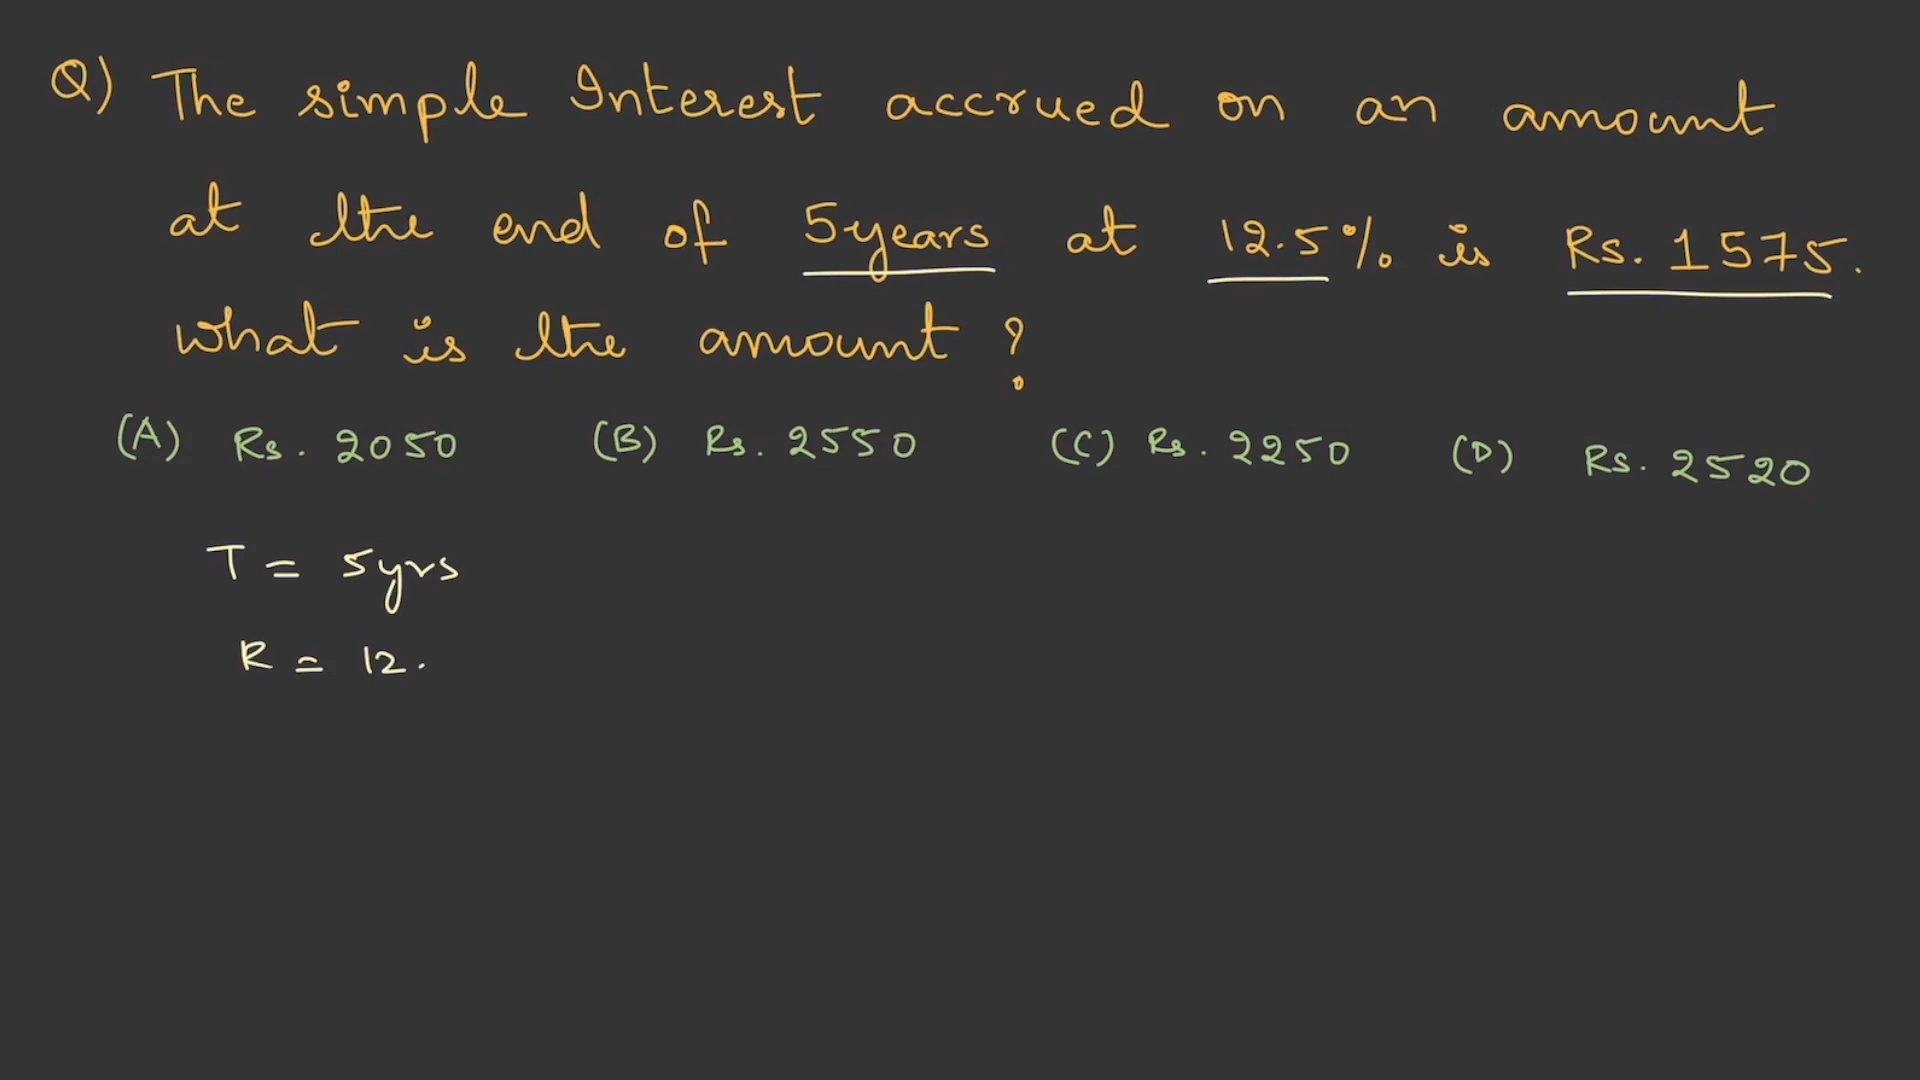 Q) The simple Interest accrued on an amount
at the end of 5years at 12.5% is Rs. 1575.
what is the amount ?
(A) Rs. 2050 (B) Rs. 2550 (C) Rs. 2250 (D) Rs. 2520
T = 5yrs
R = 12.